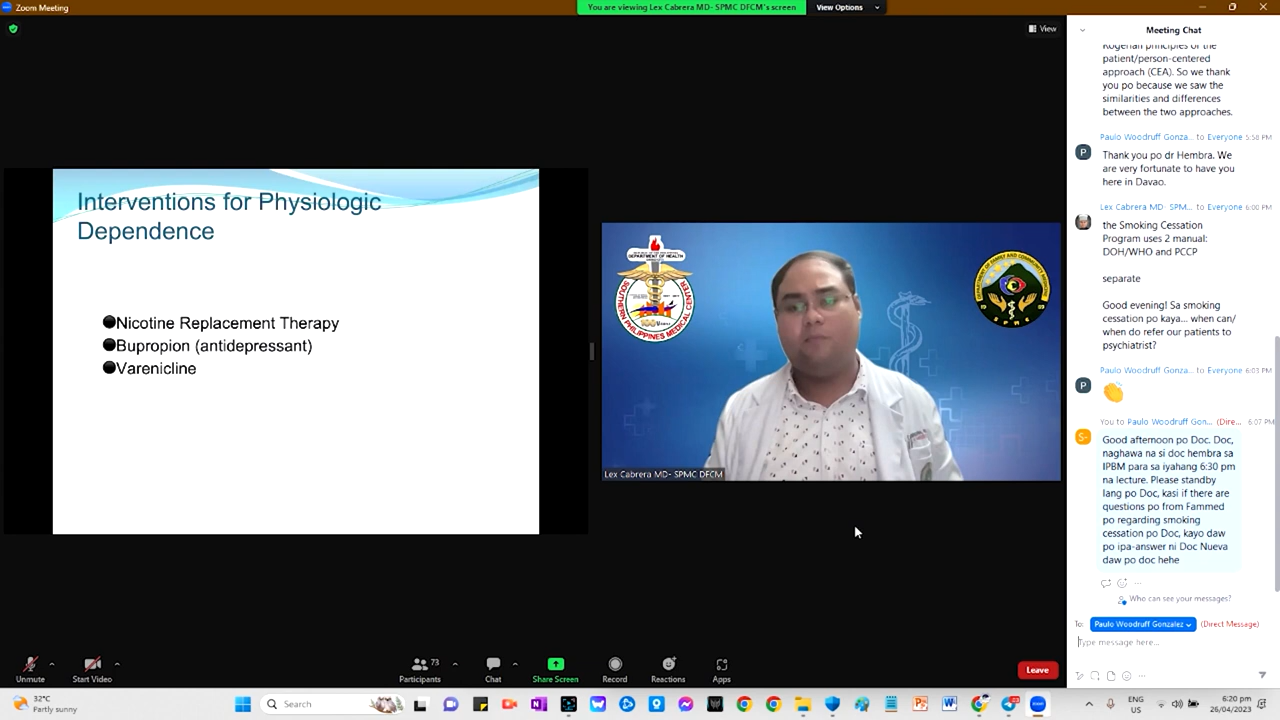 Zoom Meeting
You are viewing Lex Cabrera MD- SPMC DFCM's screen
View Options
View
Interventions for Physiologic
Dependence
Nicotine Replacement Therapy
Bupropion (antidepressant)
Varenicline
DEPARTMENT OF HEALTH
SOUTHERN PHILIPPINES MEDICAL CENTER
Lex Cabrera MD- SPMC DFCM
Meeting Chat
Rogerian principles of the
patient/person-centered
approach (CEA). So we thank
you po because we saw the
similarities and differences
between the two approaches.
Paulo Woodruff Gonza... to Everyone 5:58 PM
P
Thank you po dr Hembra. We
are very fortunate to have you
here in Davao.
Lex Cabrera MD- SPM... to Everyone 6:00 PM
the Smoking Cessation
Program uses 2 manual:
DOH/WHO and PCCP
separate
Good evening! Sa smoking
cessation po kaya... when can/
when do refer our patients to
psychiatrist?
Paulo Woodruff Gonza... to Everyone 6:03 PM
P
You to Paulo Woodruff Gon... (Dire... 6:07 PM
S-
Good afternoon po Doc. Doc,
naghawa na si doc hembra sa
IPBM para sa iyahang 6:30 pm
na lecture. Please standby
lang po Doc, kasi if there are
questions po from Fammed
po regarding smoking
cessation po Doc, kayo daw
po ipa-answer ni Doc Nueva
daw po doc hehe
Who can see your messages?
To: Paulo Woodruff Gonzalez (Direct Message)
Type message here...
Unmute
Start Video
73
Participants
Chat
Share Screen
Record
Reactions
Apps
Leave
32°C
Partly sunny
Search
ENG
US
6:20 pm
26/04/2023